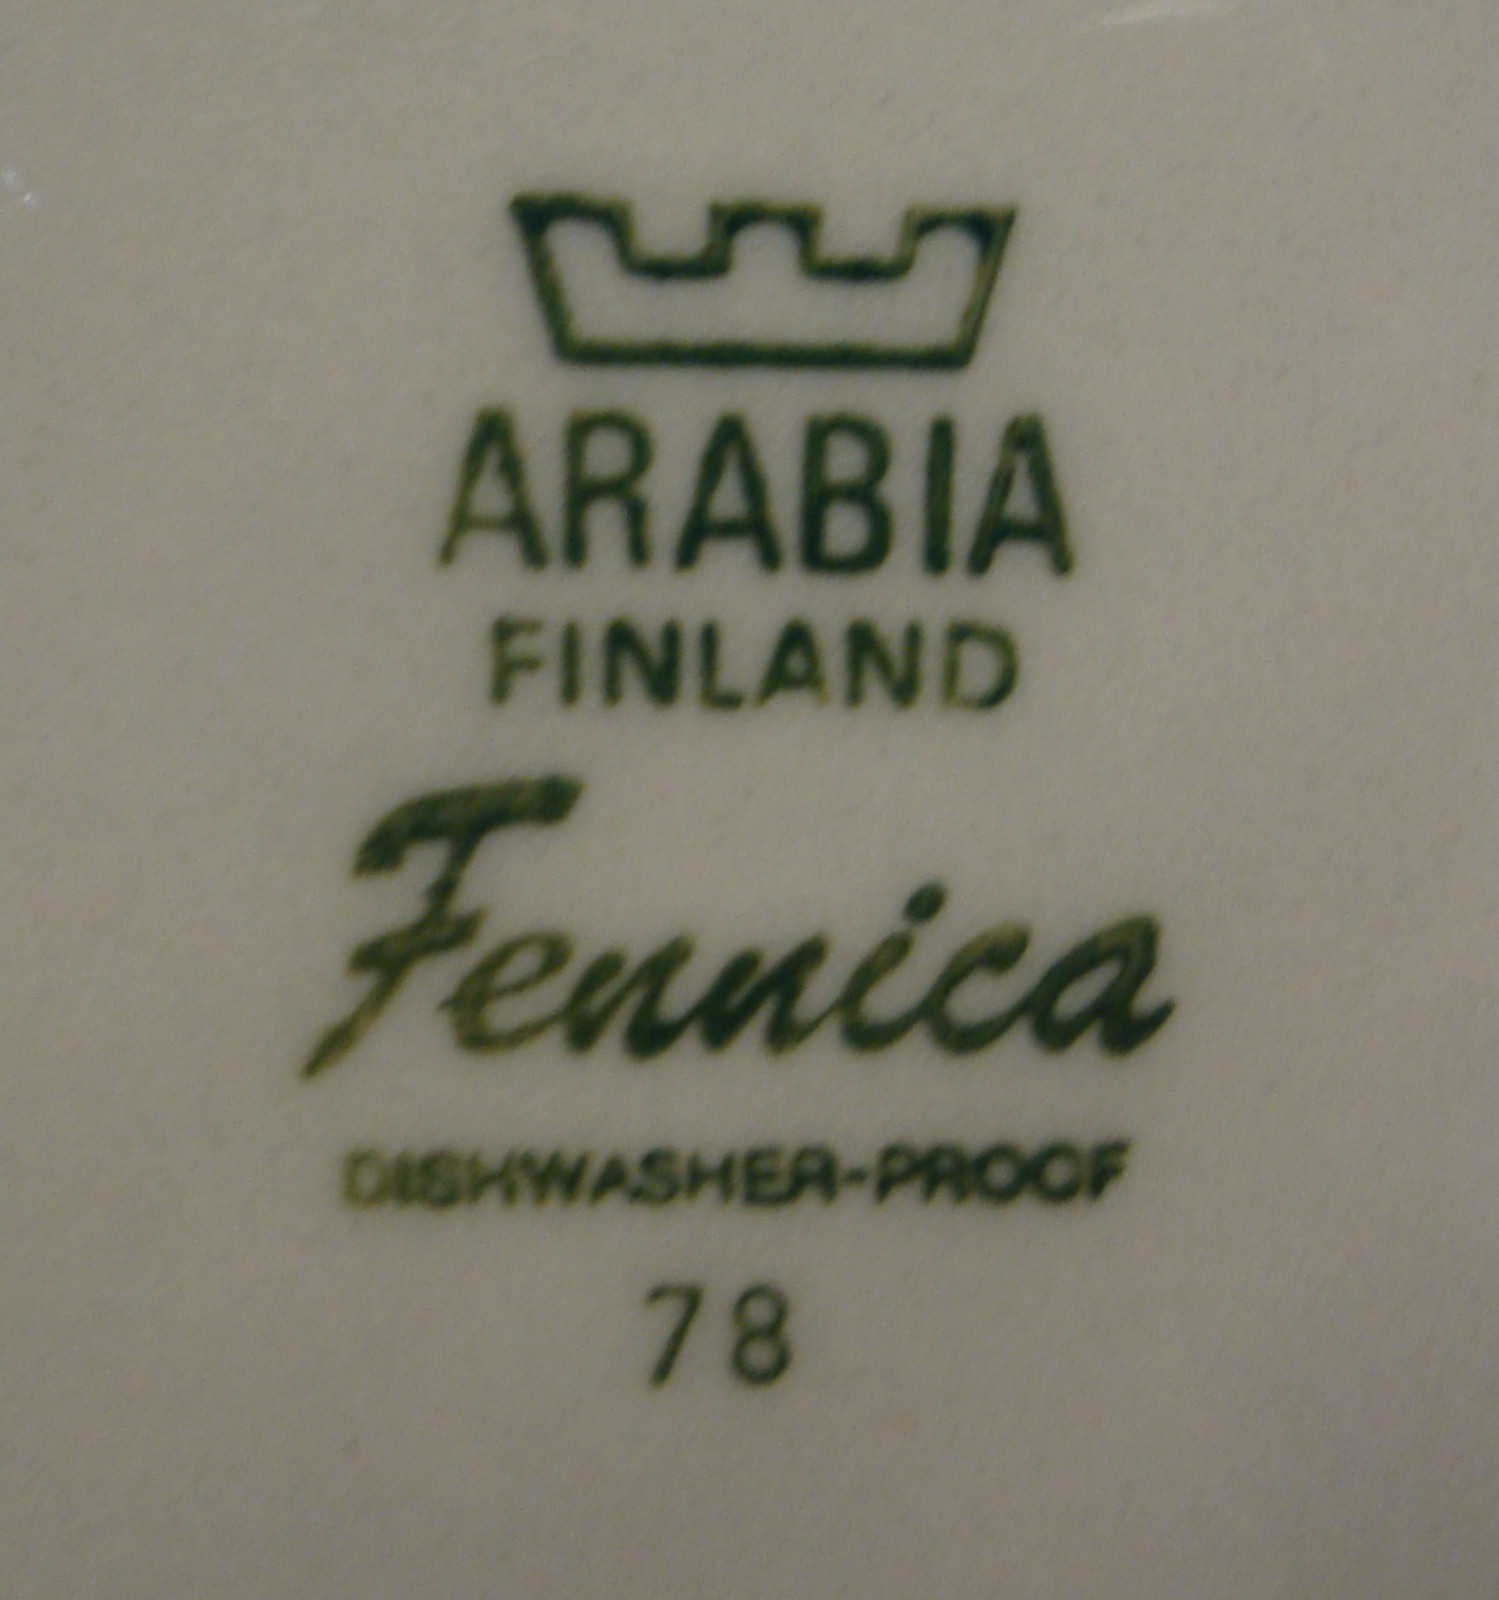 ARABIA
FINLAND
Fennica
DISHWASHER-PROOF
78